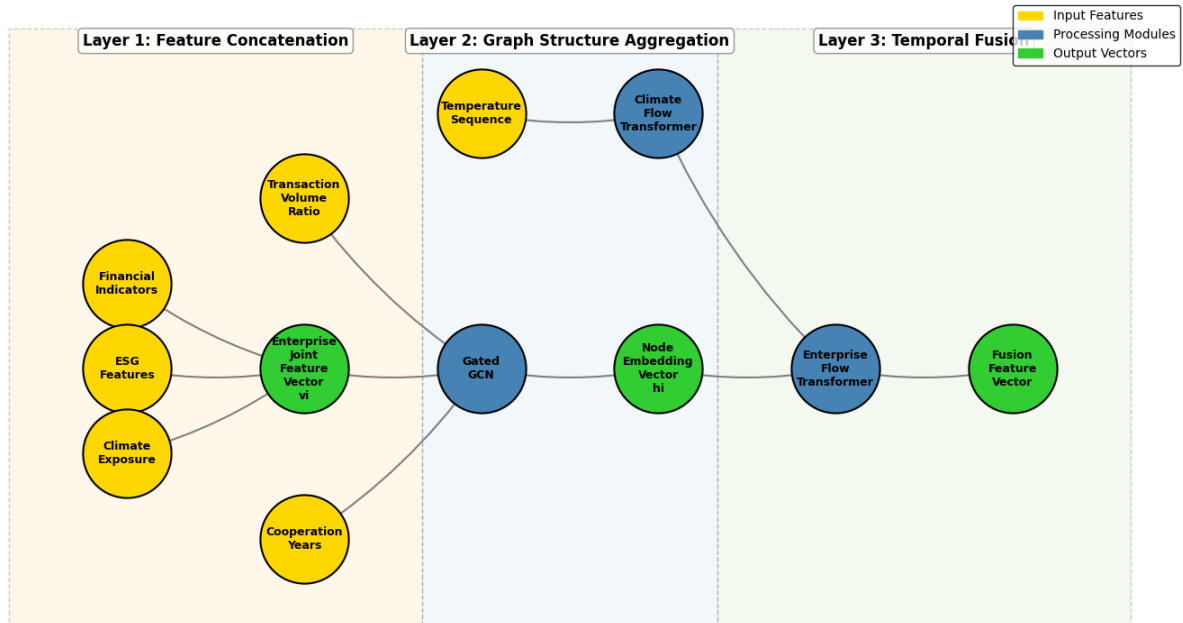 Layer 1: Feature Concatenation
Layer 2: Graph Structure Aggregation
Layer 3: Temporal Fusion
Input Features
Processing Modules
Output Vectors
Temperature
Sequence
Climate
Flow
Transformer
Transaction
Volume
Ratio
Financial
Indicators
ESG
Features
Climate
Exposure
Enterprise
Joint
Feature
Vector
vi
Cooperation
Years
Gated
GCN
Node
Embedding
Vector
hi
Enterprise
Flow
Transformer
Fusion
Feature
Vector